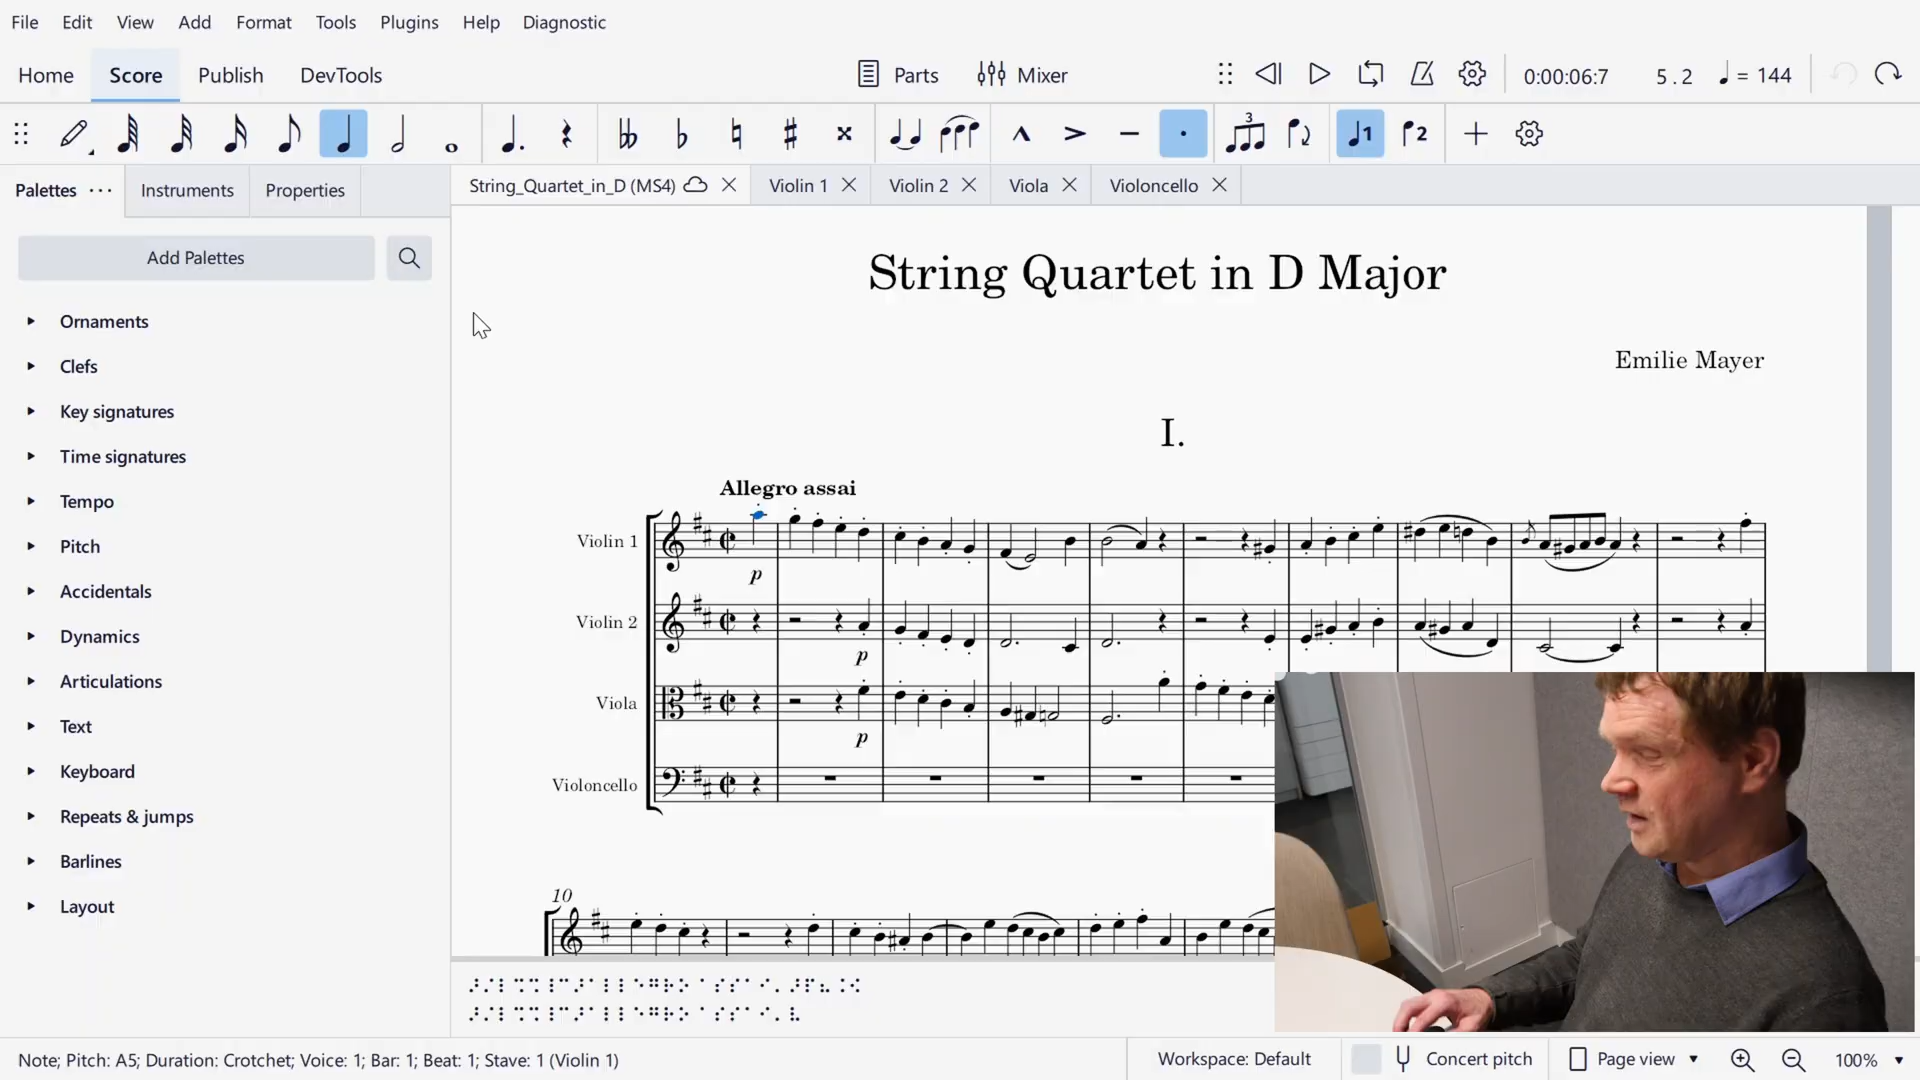 File Edit View Add Format Tools Plugins Help Diagnostic
Home Score Publish DevTools Parts Mixer 0:00:06:7 5 . 2 = 144
3 1 2
Palettes ··· Instruments Properties String_Quartet_in_D (MS4) Violin 1 Violin 2 Viola Violoncello
Add Palettes
Ornaments
Clefs
Key signatures
Time signatures
Tempo
Pitch
Accidentals
Dynamics
Articulations
Text
Keyboard
Repeats & jumps
Barlines
Layout
String Quartet in D Major
Emilie Mayer
I.
Allegro assai
Violin 1
p
Violin 2
p
Viola
p
Violoncello
10
Note; Pitch: A5; Duration: Crotchet; Voice: 1; Bar: 1; Beat: 1; Stave: 1 (Violin 1) Workspace: Default Concert pitch Page view 100%